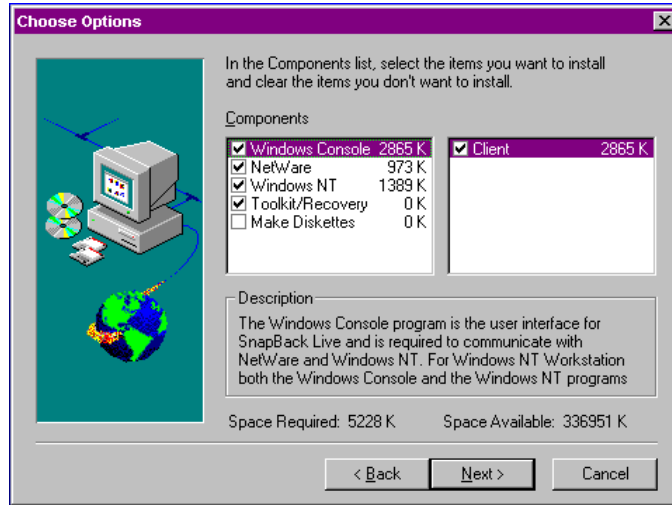 Choose Options
In the Components list, select the items you want to install
and clear the items you don't want to install.
Components
Windows Console 2865 K
NetWare 973 K
Windows NT 1389 K
Toolkit/Recovery 0 K
Make Diskettes 0 K
Client 2865 K
Description
The Windows Console program is the user interface for
SnapBack Live and is required to communicate with
NetWare and Windows NT. For Windows NT Workstation
both the Windows Console and the Windows NT programs
Space Required: 5228 K Space Available: 336951 K
< Back Next > Cancel